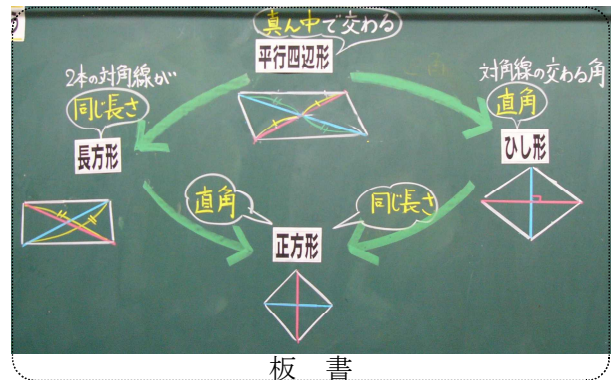 真ん中で交わる
平行四辺形
2本の対角線が
同じ長さ
長方形
対角線の交わる角
直角
ひし形
直角
同じ長さ
正方形
板　書